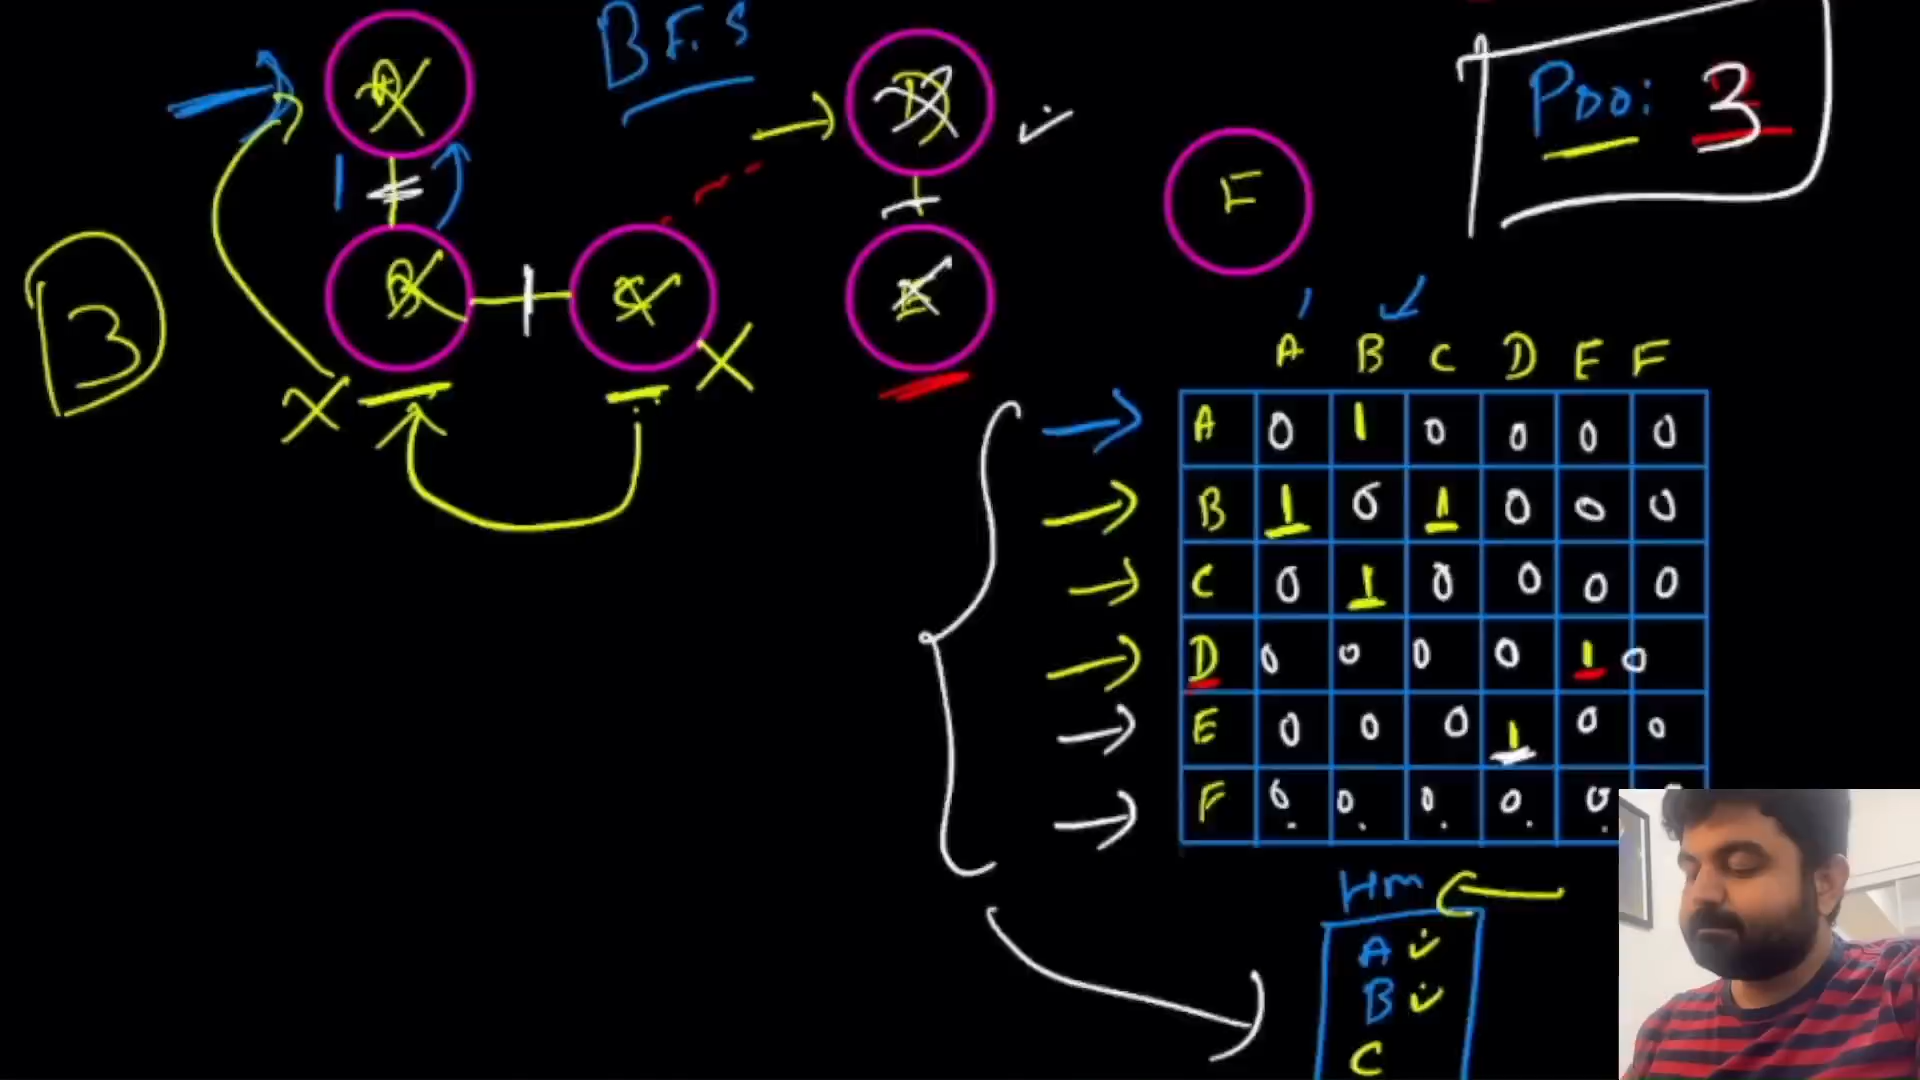 B F. S
PDO: 3
A
D
F
1
B
C
E
3
A B C D E F
A 0 1 0 0 0 0
B 1 0 1 0 0 0
C 0 1 0 0 0 0
D 0 0 0 0 1 0
E 0 0 0 1 0 0
F 0 0 0 0 0
Hm
A
B
C